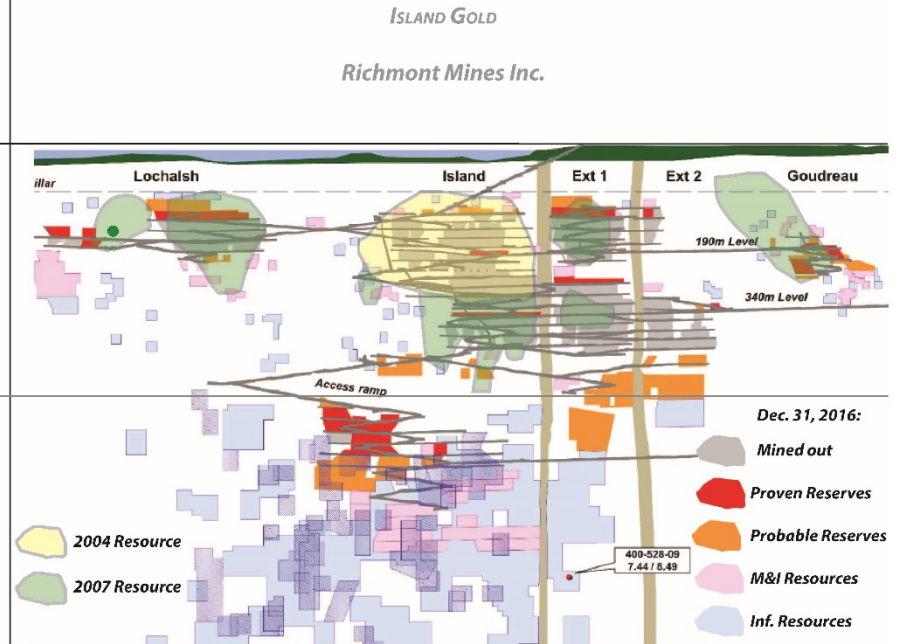 Island Gold
Richmont Mines Inc.
illar
Lochalsh
Island
Ext 1
Ext 2
Goudreau
190m Level
340m Level
Access ramp
Dec. 31, 2016:
Mined out
Proven Reserves
Probable Reserves
M&I Resources
Inf. Resources
2004 Resource
2007 Resource
400-528-09
7.44 / 8.49